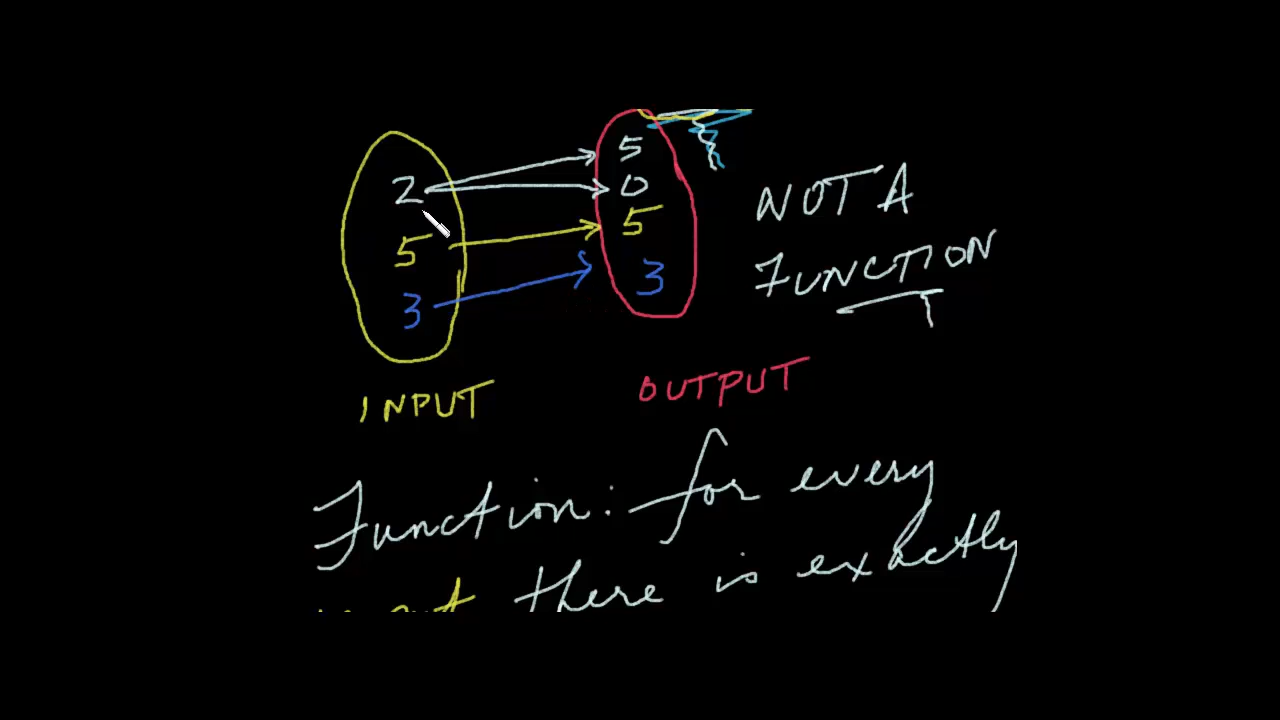 2 5
0
5 5
3 3
NOT A
FUNCTION
INPUT OUTPUT
Function: for every
there is exactly